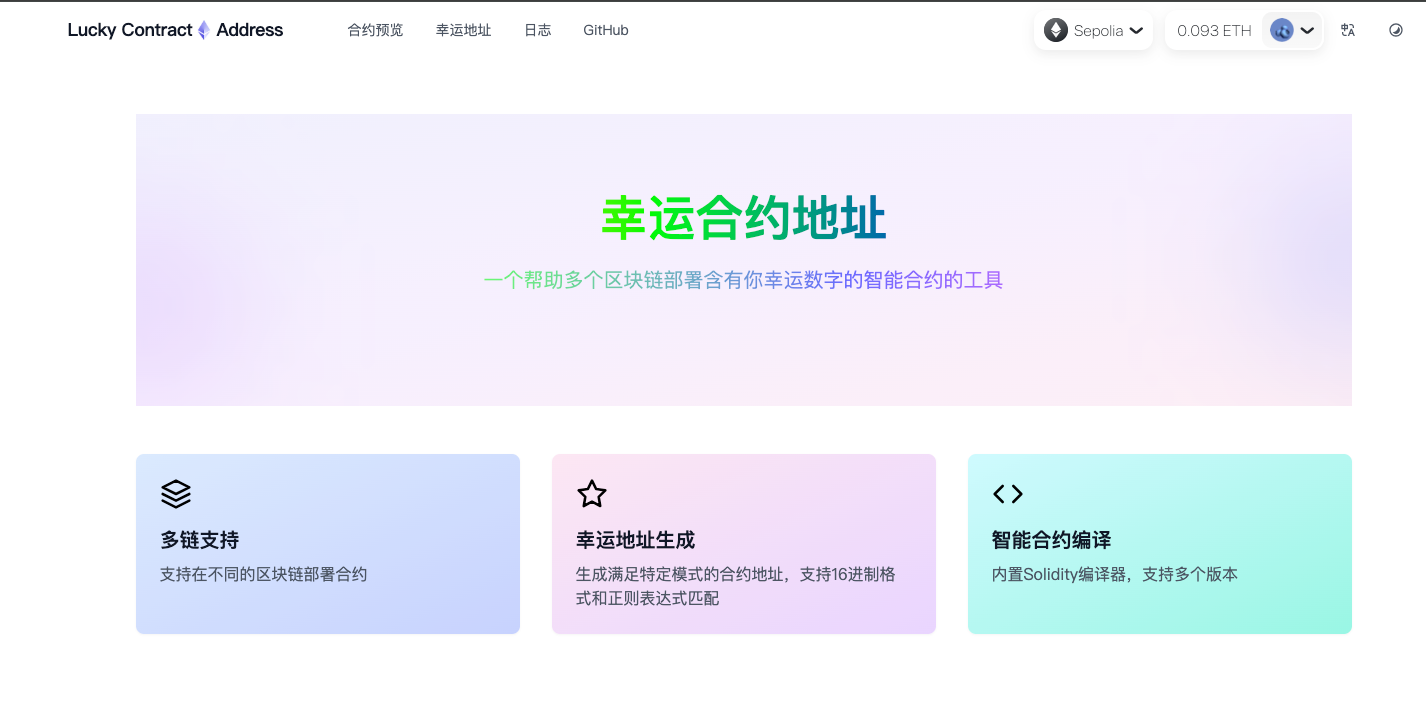 Lucky Contract Address
合约预览
幸运地址
日志
GitHub
Sepolia
0.093 ETH
幸运合约地址
一个帮助多个区块链部署含有你幸运数字的智能合约的工具
多链支持
支持在不同的区块链部署合约
幸运地址生成
生成满足特定模式的合约地址，支持16进制格
式和正则表达式匹配
智能合约编译
内置Solidity编译器，支持多个版本